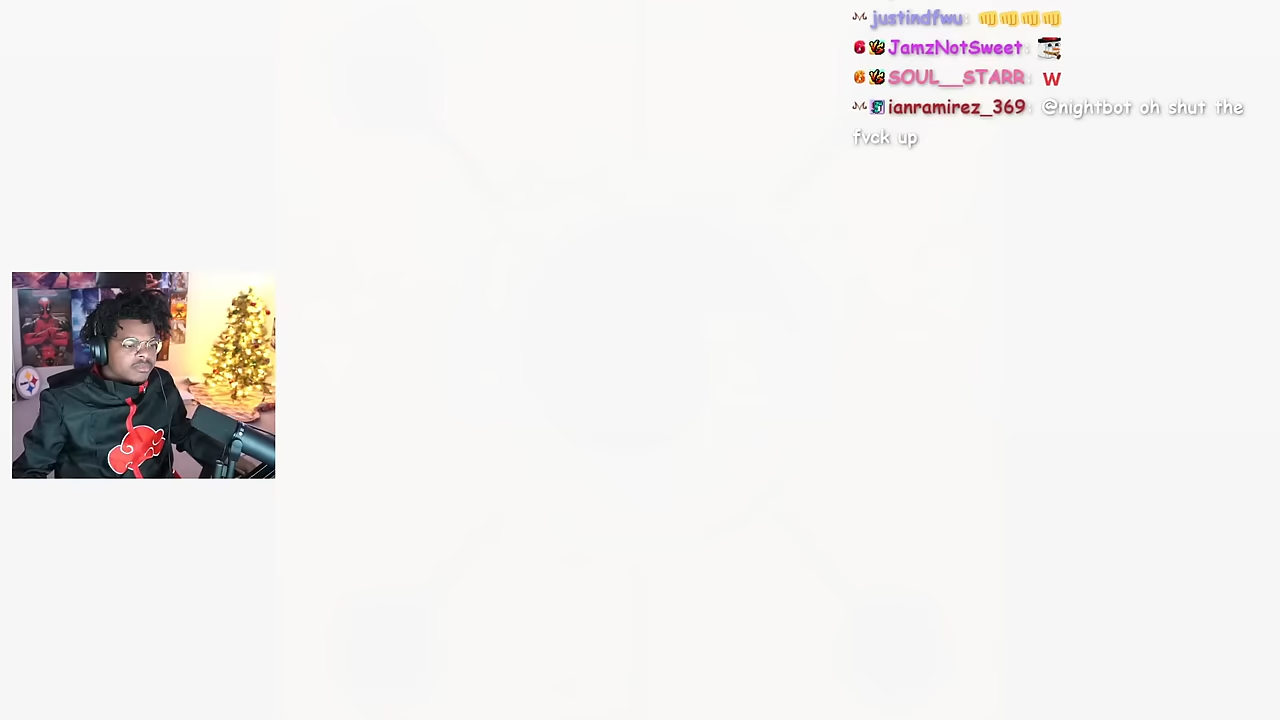 justindfwu:
JamzNotSweet:
SOUL__STARR: W
ianramirez_369: @nightbot oh shut the
fvck up